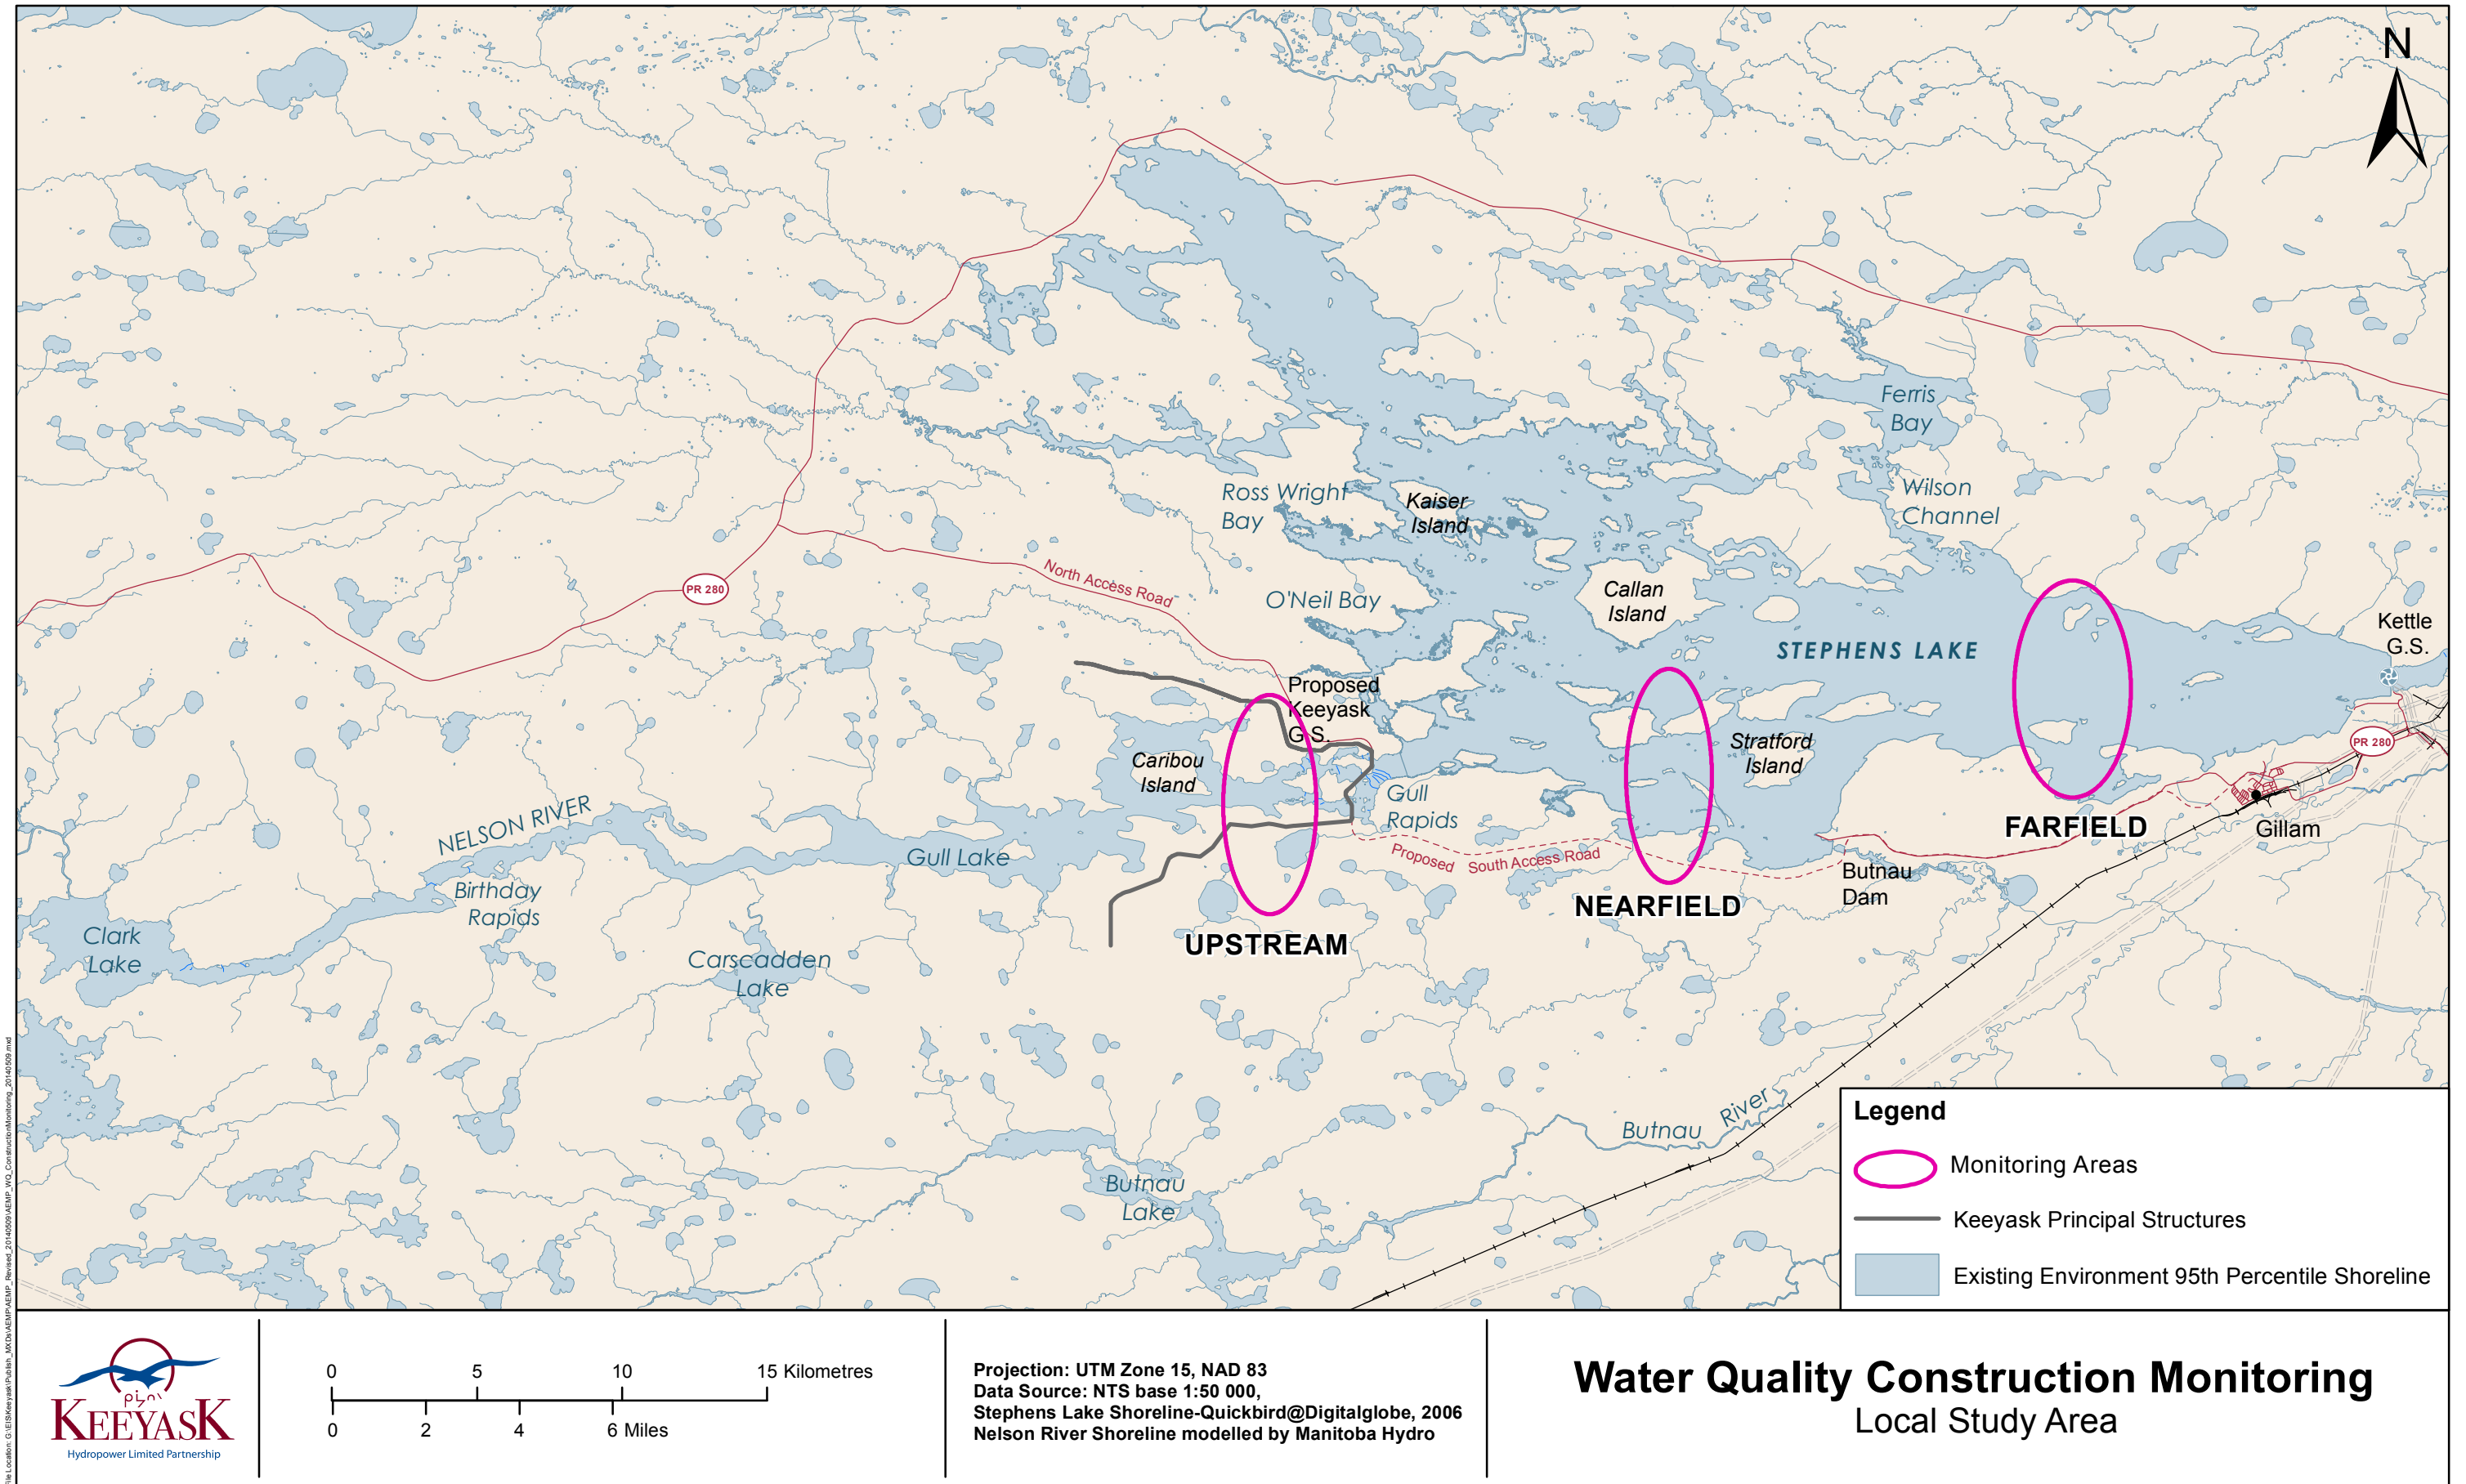 N
Ferris
Bay
Ross Wright
Bay
Kaiser
Island
Wilson
Channel
North Access Road
PR 280
O'Neil Bay
Callan
Island
STEPHENS LAKE
Kettle
G.S.
Proposed
Keeyask
G.S.
Caribou
Island
Stratford
Island
PR 280
Gull
Rapids
NELSON RIVER
Gull Lake
Proposed South Access Road
FARFIELD
Gillam
Birthday
Rapids
Butnau
Dam
NEARFIELD
Clark
Lake
UPSTREAM
Carscadden
Lake
Butnau River
Butnau
Lake
Legend
Monitoring Areas
Keeyask Principal Structures
Existing Environment 95th Percentile Shoreline
KEEYASK
Hydropower Limited Partnership
0 5 10 15 Kilometres
0 2 4 6 Miles
Projection: UTM Zone 15, NAD 83
Data Source: NTS base 1:50 000,
Stephens Lake Shoreline-Quickbird@Digitalglobe, 2006
Nelson River Shoreline modelled by Manitoba Hydro
Water Quality Construction Monitoring
Local Study Area